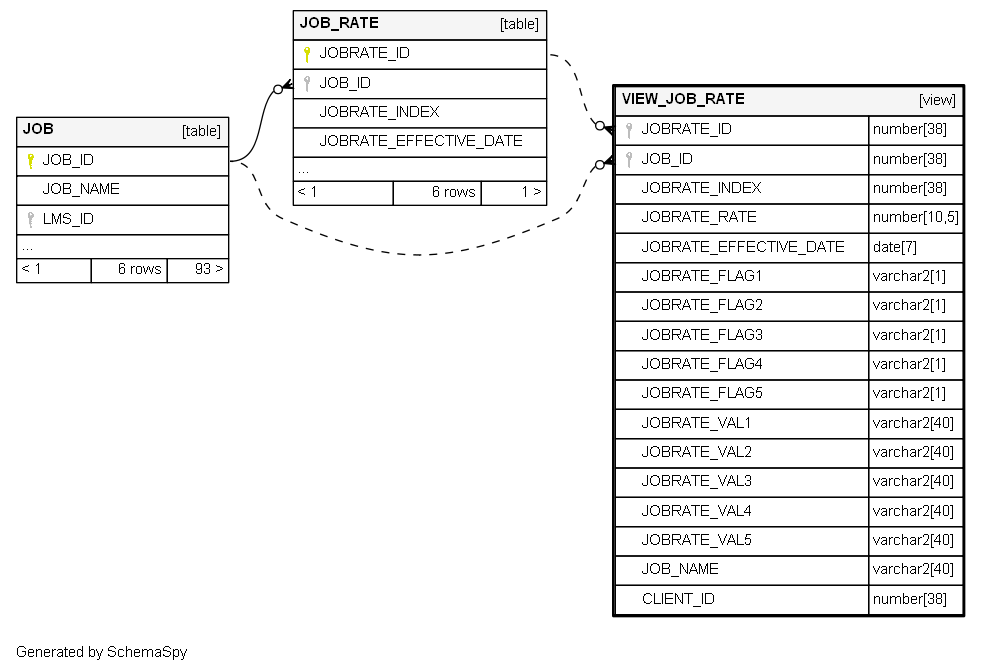 JOB_RATE [table]
JOBRATE_ID
JOB_ID
JOBRATE_INDEX
JOBRATE_EFFECTIVE_DATE
...
< 1 6 rows 1 >
JOB [table]
JOB_ID
JOB_NAME
LMS_ID
...
< 1 6 rows 93 >
VIEW_JOB_RATE [view]
JOBRATE_ID number[38]
JOB_ID number[38]
JOBRATE_INDEX number[38]
JOBRATE_RATE number[10,5]
JOBRATE_EFFECTIVE_DATE date[7]
JOBRATE_FLAG1 varchar2[1]
JOBRATE_FLAG2 varchar2[1]
JOBRATE_FLAG3 varchar2[1]
JOBRATE_FLAG4 varchar2[1]
JOBRATE_FLAG5 varchar2[1]
JOBRATE_VAL1 varchar2[40]
JOBRATE_VAL2 varchar2[40]
JOBRATE_VAL3 varchar2[40]
JOBRATE_VAL4 varchar2[40]
JOBRATE_VAL5 varchar2[40]
JOB_NAME varchar2[40]
CLIENT_ID number[38]
Generated by SchemaSpy